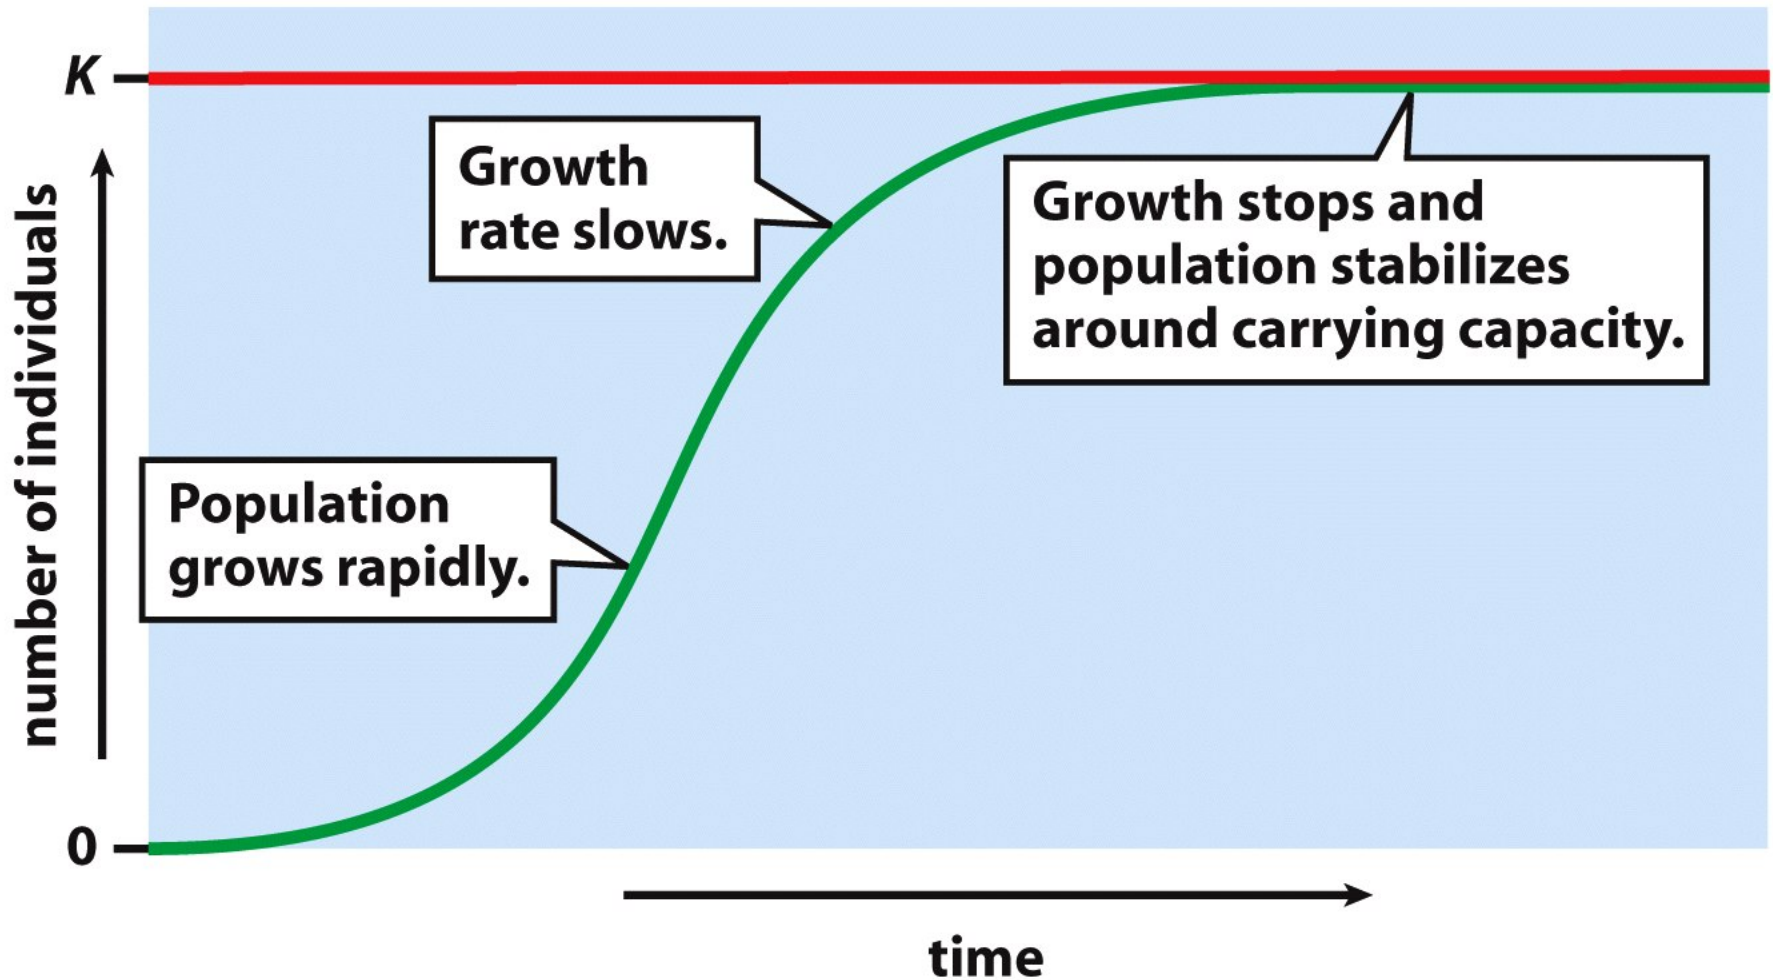 K
Growth
rate slows.
Growth stops and
population stabilizes
around carrying capacity.
number of individuals
Population
grows rapidly.
0
time